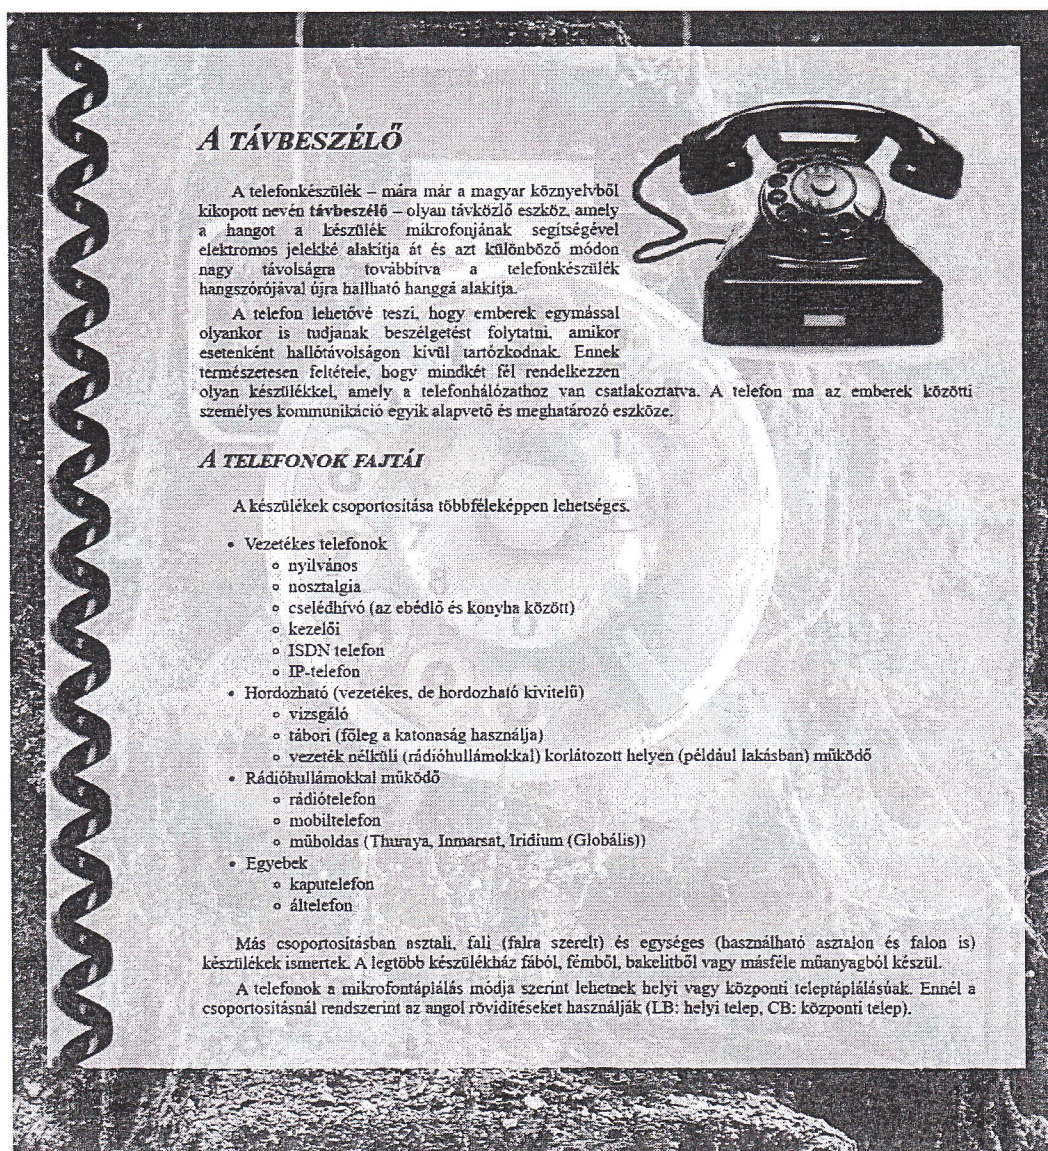 A TÁVBESZÉLŐ
A telefonkészülék – mára már a magyar köznyelvből
kikopott nevén távbeszélő – olyan távközlő eszköz, amely
a hangot a készülék mikrofonjának segítségével
elektromos jelekké alakítja át és azt különböző módon
nagy távolságra továbbítva a telefonkészülék
hangszórójával újra hallható hanggá alakítja.
A telefon lehetővé teszi, hogy emberek egymással
olyankor is tudjanak beszélgetést folytatni, amikor
esetenként hallótávolságon kívül tartózkodnak. Ennek
természetesen feltétele, hogy mindkét fél rendelkezzen
olyan készülékkel, amely a telefonhálózathoz van csatlakoztatva. A telefon ma az emberek közötti
személyes kommunikáció egyik alapvető és meghatározó eszköze.
A TELEFONOK FAJTÁI
A készülékek csoportosítása többféleképpen lehetséges.
• Vezetékes telefonok
o nyilvános
o nosztalgia
o cselédhívó (az ebédlő és konyha között)
o kezelői
o ISDN telefon
o IP-telefon
• Hordozható (vezetékes, de hordozható kivitelű)
o vizsgáló
o tábori (főleg a katonaság használja)
o vezeték nélküli (rádióhullámokkal) korlátozott helyen (például lakásban) működő
• Rádióhullámokkal működő
o rádiótelefon
o mobiltelefon
o műholdas (Thuraya, Inmarsat, Iridium (Globális))
• Egyebek
o kaputelefon
o áltelefon
Más csoportosításban asztali, fali (falra szerelt) és egységes (használható asztalon és falon is)
készülékek ismertek. A legtöbb készülékház fából, fémből, bakelitből vagy másféle műanyagból készül.
A telefonok a mikrofontáplálás módja szerint lehetnek helyi vagy központi teleptáplálásúak. Ennél a
csoportosításnál rendszerint az angol rövidítéseket használják (LB: helyi telep, CB: központi telep).